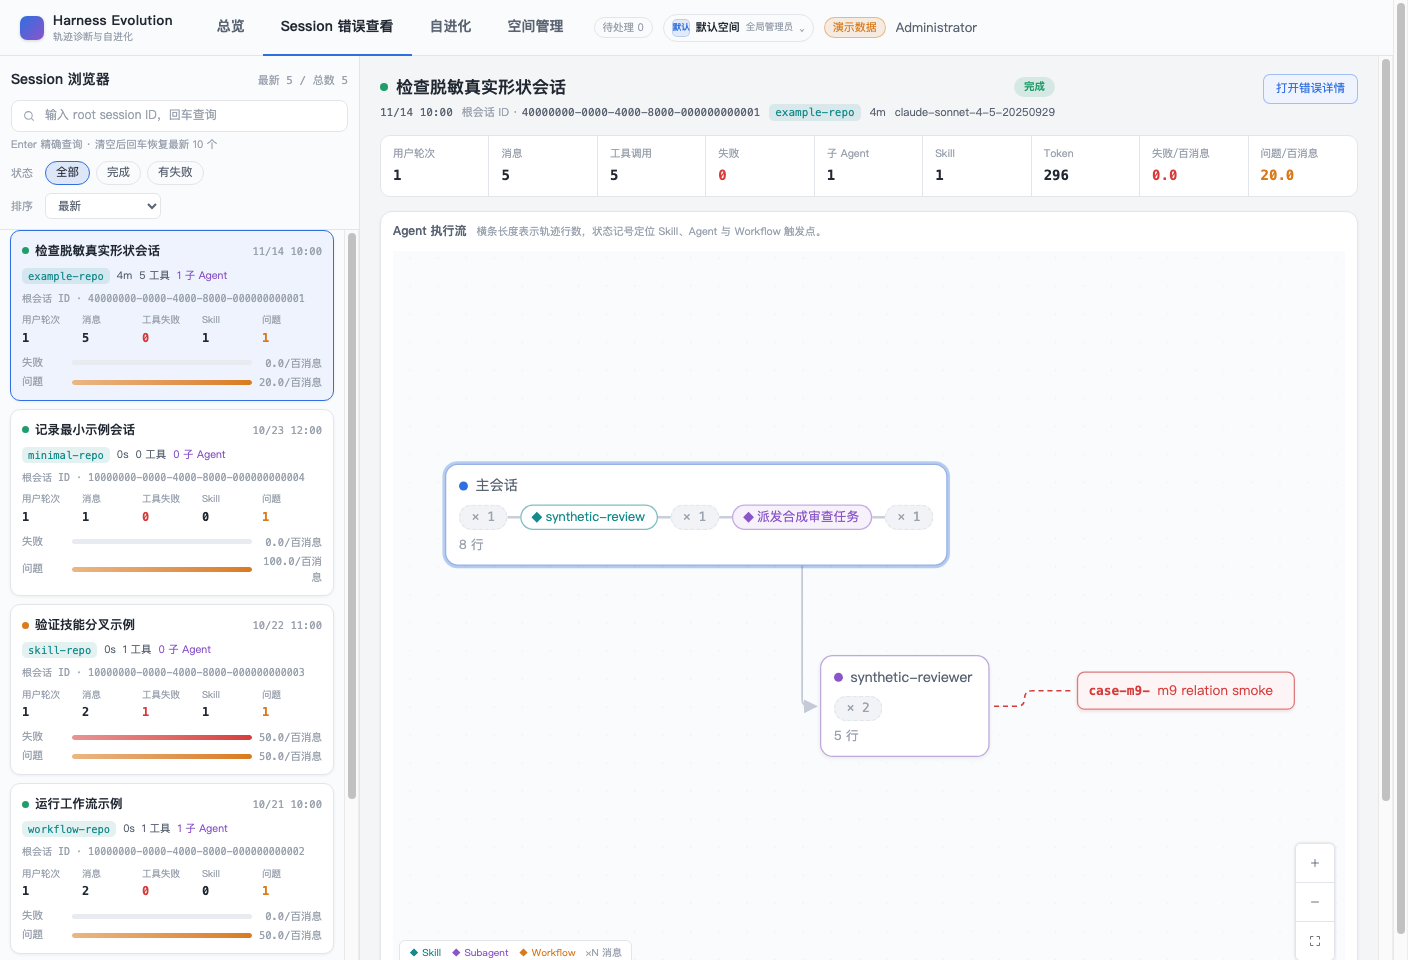 Harness Evolution
轨迹诊断与自进化
总览
Session 错误查看
自进化
空间管理
待处理 0
默认 默认空间 全局管理员
演示数据
Administrator
Session 浏览器
最新 5 / 总数 5
输入 root session ID，回车查询
Enter 精确查询 · 清空后回车恢复最新 10 个
状态 全部 完成 有失败
排序 最新
检查脱敏真实形状会话 11/14 10:00
example-repo 4m 5 工具 1 子 Agent
根会话 ID · 40000000-0000-4000-8000-000000000001
用户轮次 消息 工具失败 Skill 问题
1 5 0 1 1
失败 0.0/百消息
问题 20.0/百消息
记录最小示例会话 10/23 12:00
minimal-repo 0s 0 工具 0 子 Agent
根会话 ID · 10000000-0000-4000-8000-000000000004
用户轮次 消息 工具失败 Skill 问题
1 1 0 0 1
失败 0.0/百消息
问题 100.0/百消
息
验证技能分叉示例 10/22 11:00
skill-repo 0s 1 工具 0 子 Agent
根会话 ID · 10000000-0000-4000-8000-000000000003
用户轮次 消息 工具失败 Skill 问题
1 2 1 1 1
失败 50.0/百消息
问题 50.0/百消息
运行工作流示例 10/21 10:00
workflow-repo 0s 1 工具 1 子 Agent
根会话 ID · 10000000-0000-4000-8000-000000000002
用户轮次 消息 工具失败 Skill 问题
1 2 0 0 1
失败 0.0/百消息
问题 50.0/百消息
检查脱敏真实形状会话 完成
11/14 10:00 根会话 ID · 40000000-0000-4000-8000-000000000001 example-repo 4m claude-sonnet-4-5-20250929
打开错误详情
用户轮次 消息 工具调用 失败 子 Agent Skill Token 失败/百消息 问题/百消息
1 5 5 0 1 1 296 0.0 20.0
Agent 执行流 横条长度表示轨迹行数，状态记号定位 Skill、Agent 与 Workflow 触发点。
主会话
× 1 synthetic-review × 1 派发合成审查任务 × 1
8 行
synthetic-reviewer
× 2
5 行
case-m9- m9 relation smoke
+
−
Skill Subagent Workflow ×N 消息